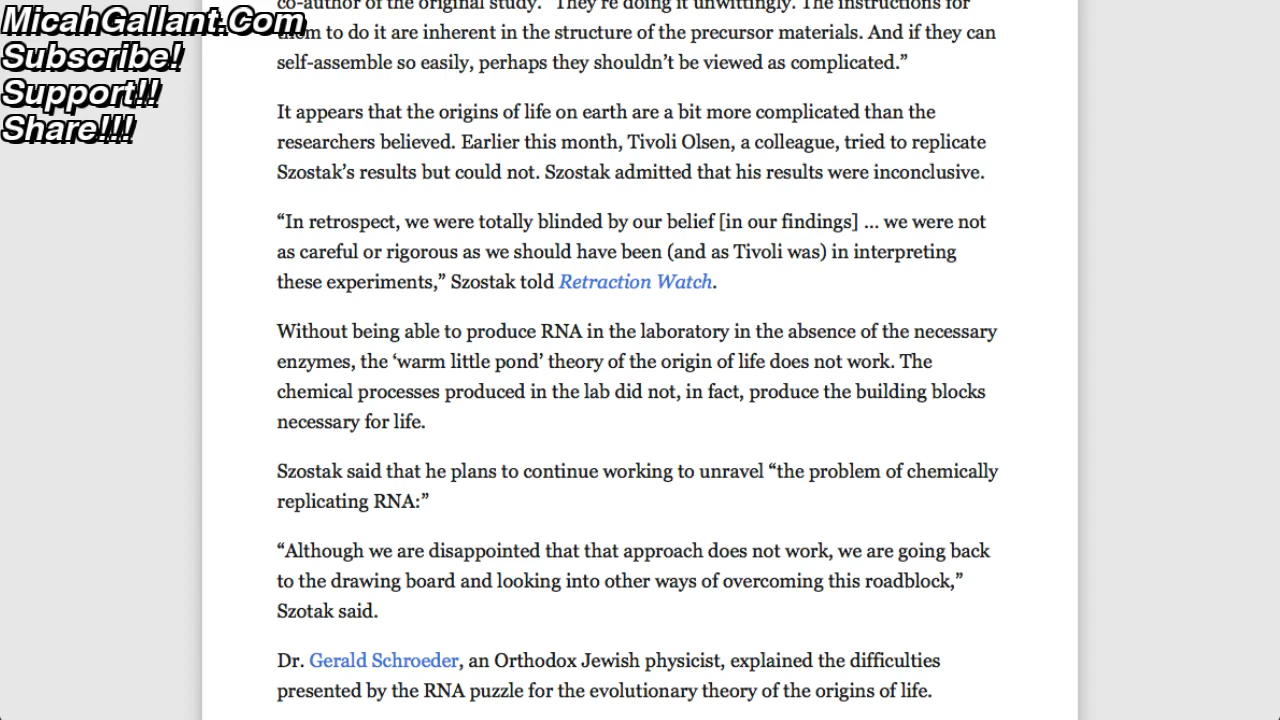 MicahGallant.Com
Subscribe!
Support!!
Share!!!
co-author of the original study. “They’re doing it unwittingly. The instructions for
them to do it are inherent in the structure of the precursor materials. And if they can
self-assemble so easily, perhaps they shouldn’t be viewed as complicated.”
It appears that the origins of life on earth are a bit more complicated than the
researchers believed. Earlier this month, Tivoli Olsen, a colleague, tried to replicate
Szostak’s results but could not. Szostak admitted that his results were inconclusive.
“In retrospect, we were totally blinded by our belief [in our findings] ... we were not
as careful or rigorous as we should have been (and as Tivoli was) in interpreting
these experiments,” Szostak told Retraction Watch.
Without being able to produce RNA in the laboratory in the absence of the necessary
enzymes, the ‘warm little pond’ theory of the origin of life does not work. The
chemical processes produced in the lab did not, in fact, produce the building blocks
necessary for life.
Szostak said that he plans to continue working to unravel “the problem of chemically
replicating RNA:”
“Although we are disappointed that that approach does not work, we are going back
to the drawing board and looking into other ways of overcoming this roadblock,”
Szotak said.
Dr. Gerald Schroeder, an Orthodox Jewish physicist, explained the difficulties
presented by the RNA puzzle for the evolutionary theory of the origins of life.